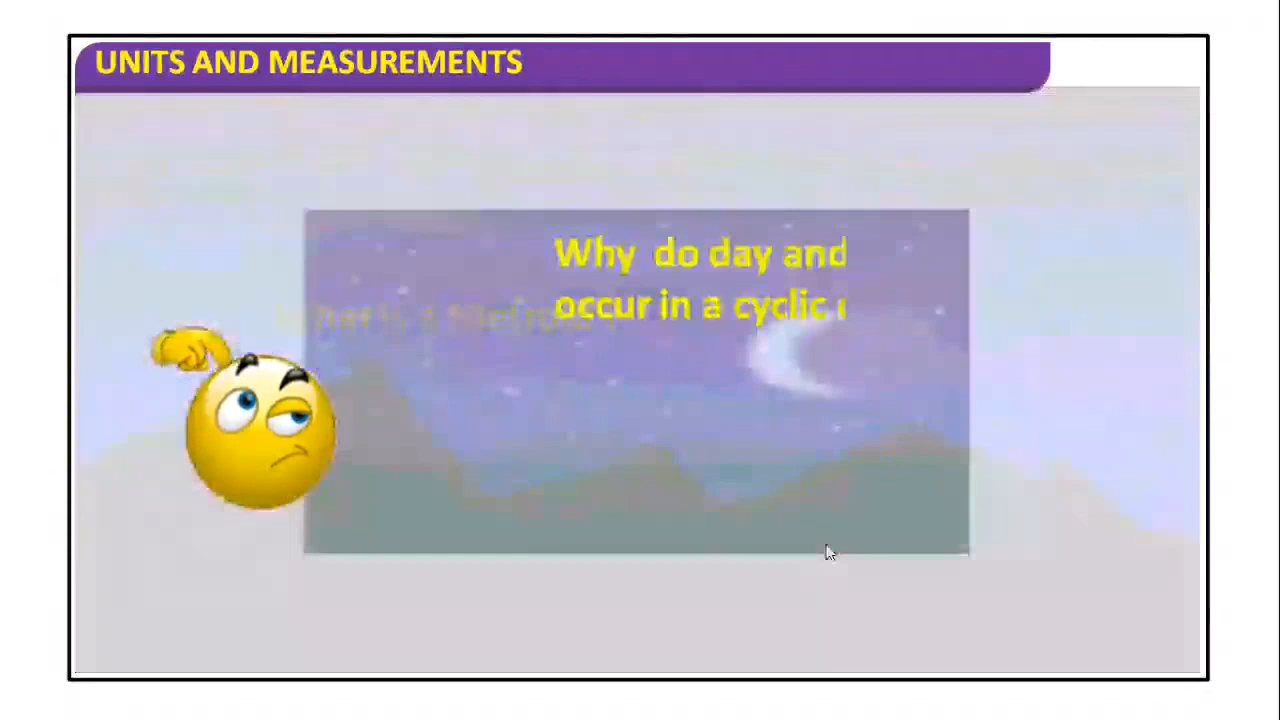 UNITS AND MEASUREMENTS
Why do day and
occur in a cyclic